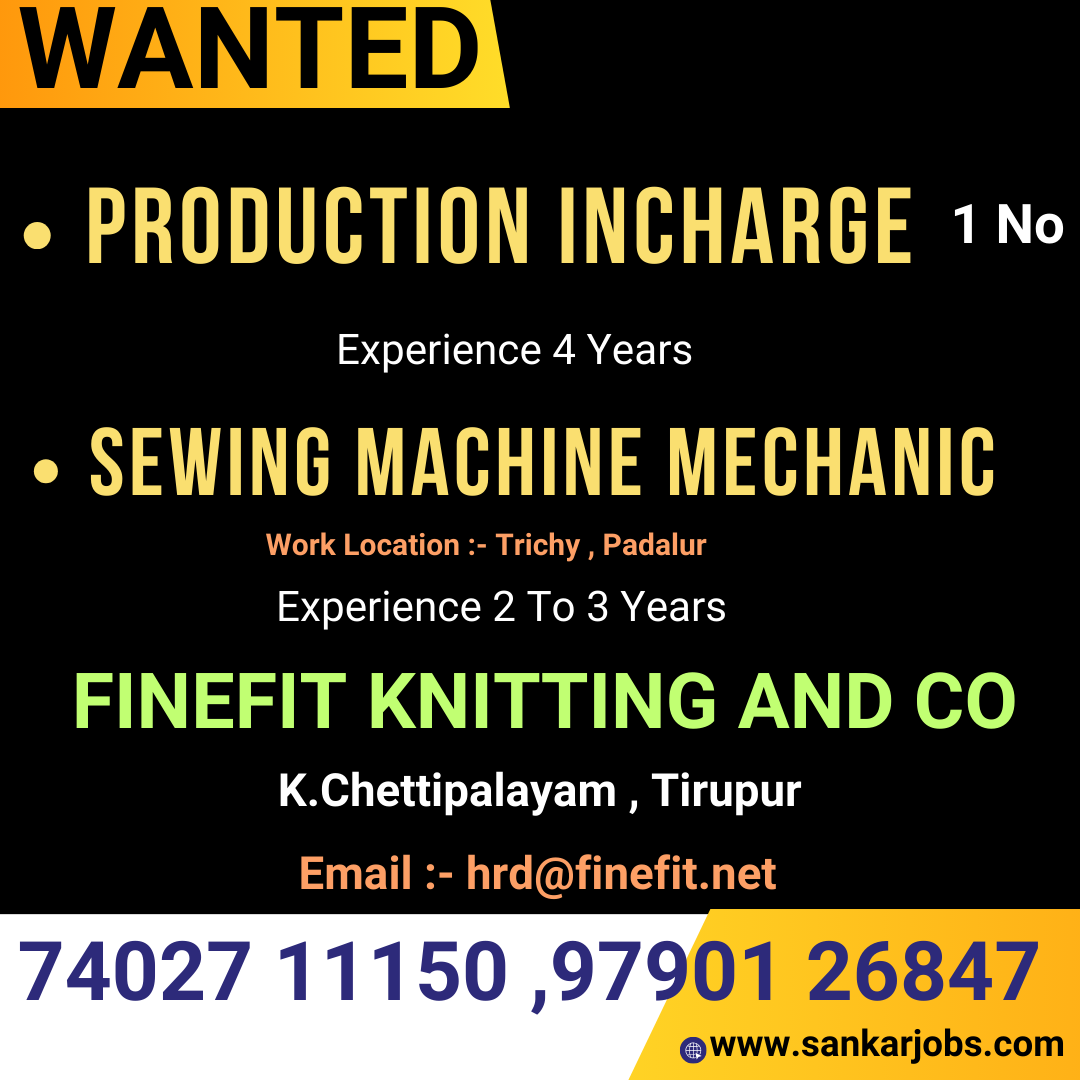 WANTED
• PRODUCTION INCHARGE 1 No
Experience 4 Years
• SEWING MACHINE MECHANIC
Work Location :- Trichy , Padalur
Experience 2 To 3 Years
FINEFIT KNITTING AND CO
K.Chettipalayam , Tirupur
Email :- hrd@finefit.net
74027 11150 ,97901 26847
www.sankarjobs.com